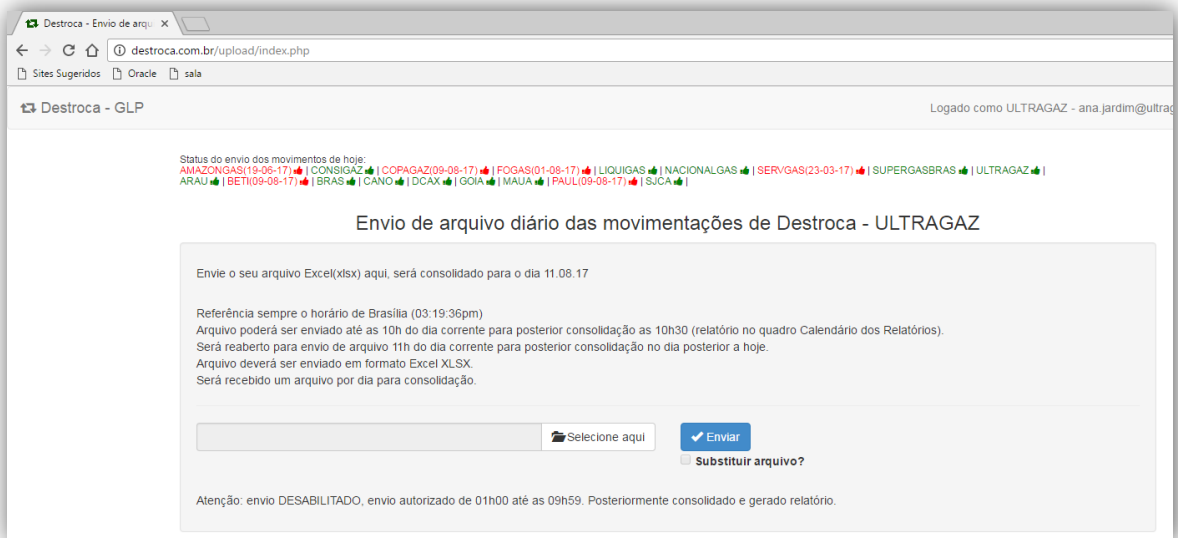 Destroca - Envio de arqu
destroca.com.br/upload/index.php
Sites Sugeridos Oracle sala
Destroca - GLP
Logado como ULTRAGAZ - ana.jardim@ultrag
Status do envio dos movimentos de hoje:
AMAZONGAS(19-06-17) | CONSIGAZ | COPAGAZ(09-08-17) | FOGAS(01-08-17) | LIQUIGAS | NACIONALGAS | SERVGAS(23-03-17) | SUPERGASBRAS | ULTRAGAZ |
ARAU | BETI(09-08-17) | BRAS | CANO | DCAX | GOIA | MAUA | PAUL(09-08-17) | SJCA |
Envio de arquivo diário das movimentações de Destroca - ULTRAGAZ
Envie o seu arquivo Excel(xlsx) aqui, será consolidado para o dia 11.08.17
Referência sempre o horário de Brasília (03:19:36pm)
Arquivo poderá ser enviado até as 10h do dia corrente para posterior consolidação as 10h30 (relatório no quadro Calendário dos Relatórios).
Será reaberto para envio de arquivo 11h do dia corrente para posterior consolidação no dia posterior a hoje.
Arquivo deverá ser enviado em formato Excel XLSX.
Será recebido um arquivo por dia para consolidação.
Selecione aqui
Enviar
Substituir arquivo?
Atenção: envio DESABILITADO, envio autorizado de 01h00 até as 09h59. Posteriormente consolidado e gerado relatório.